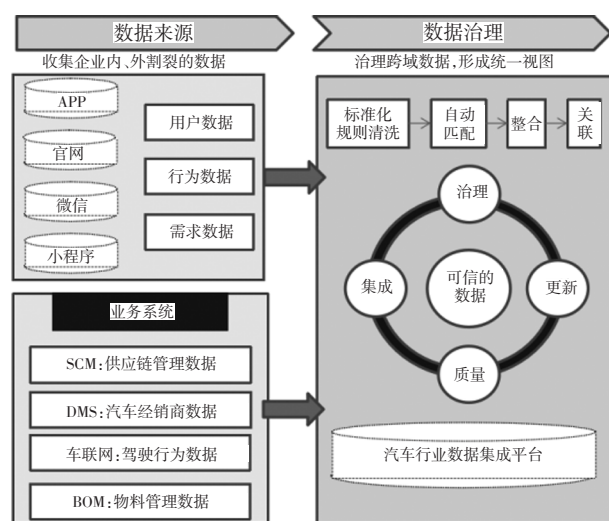 数据来源
收集企业内、外割裂的数据
APP
官网
微信
小程序
用户数据
行为数据
需求数据
业务系统
SCM:供应链管理数据
DMS:汽车经销商数据
车联网:驾驶行为数据
BOM:物料管理数据
数据治理
治理跨域数据,形成统一视图
标准化
规则清洗
自动
匹配
整合
关
联
治理
集成
可信的
数据
更新
质量
汽车行业数据集成平台